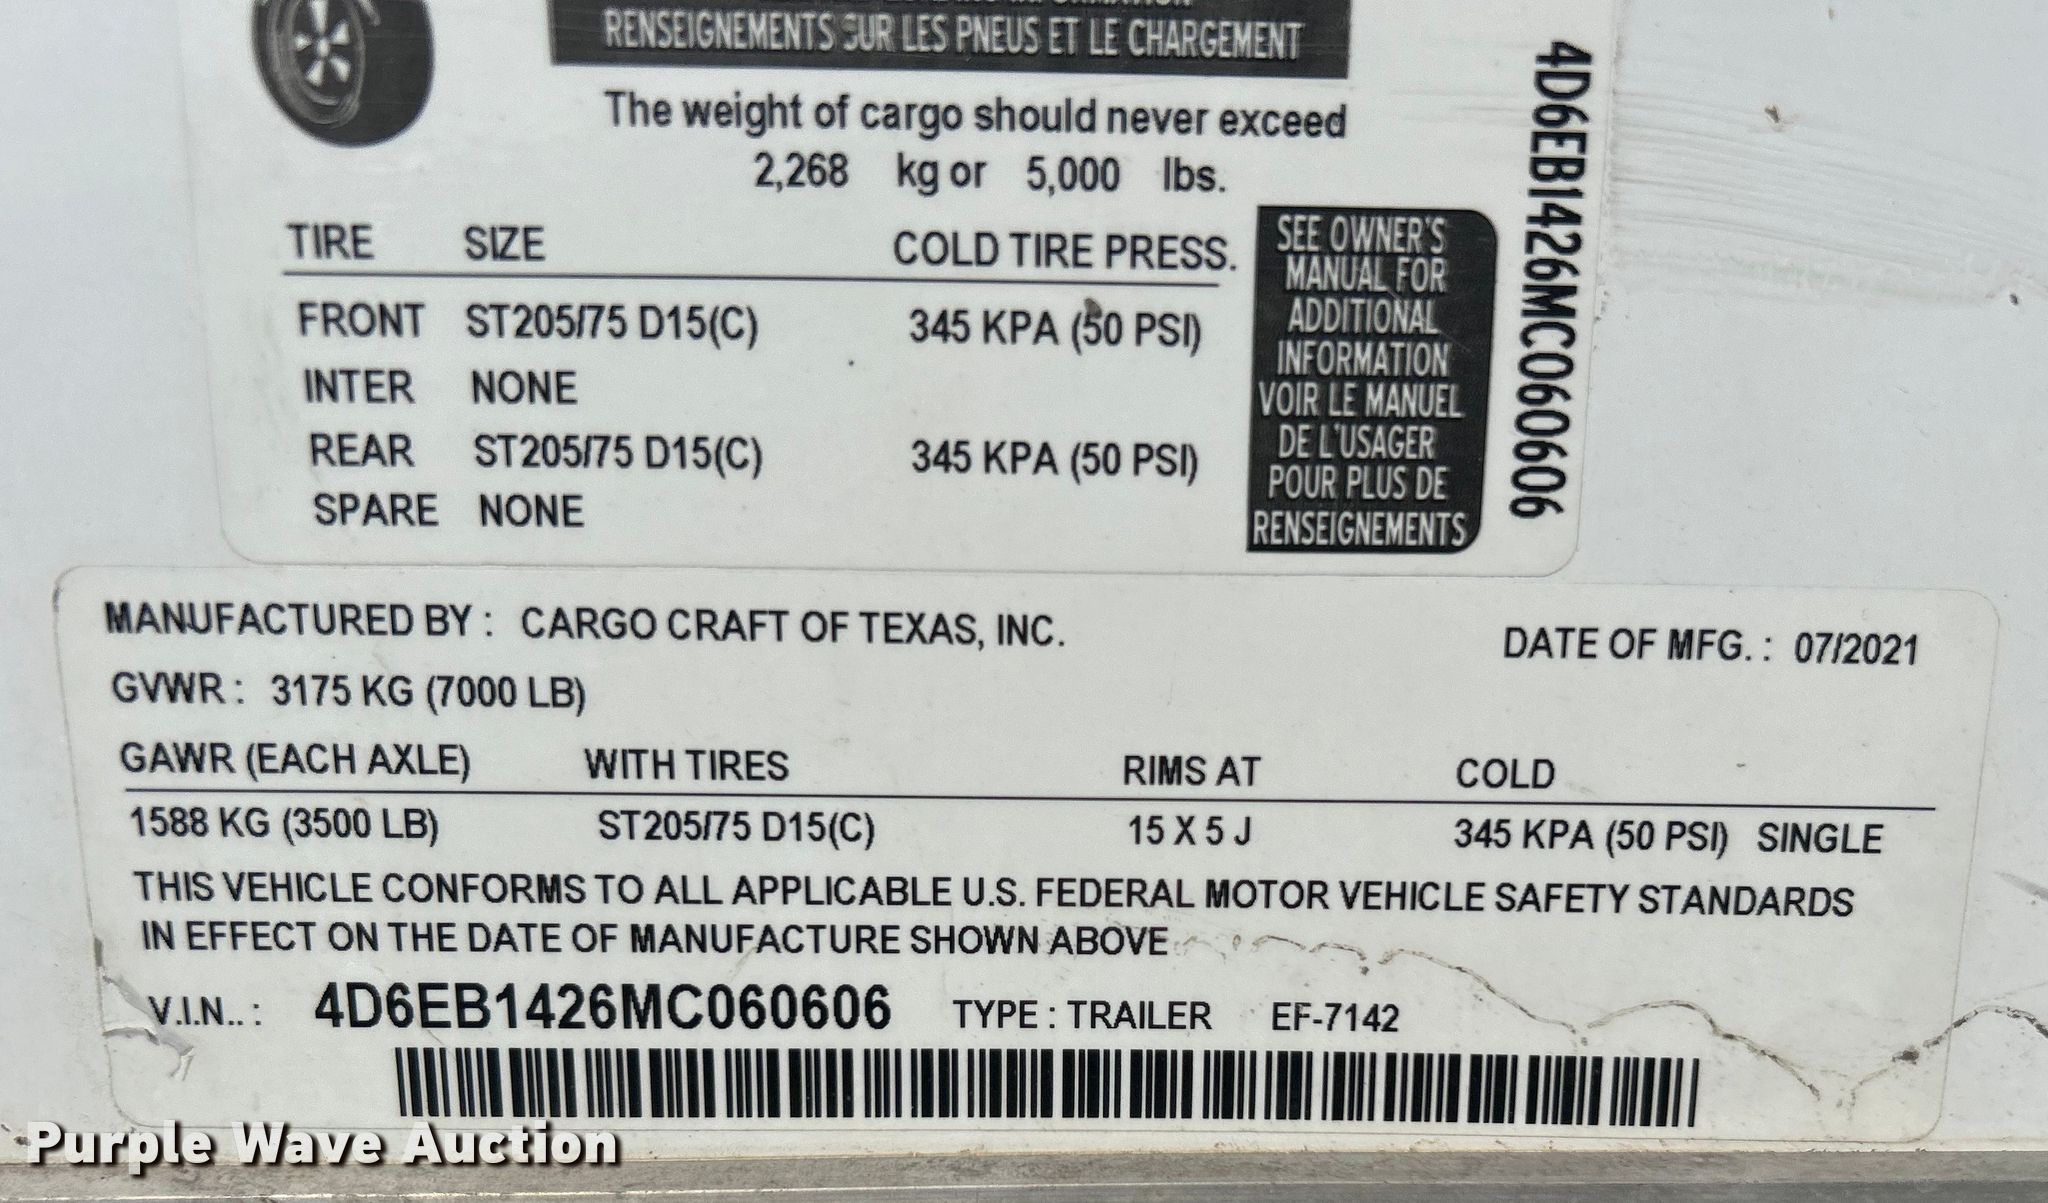 RENSEIGNEMENTS SUR LES PNEUS ET LE CHARGEMENT
The weight of cargo should never exceed
2,268 kg or 5,000 lbs.
TIRE SIZE COLD TIRE PRESS.
FRONT ST205/75 D15(C) 345 KPA (50 PSI)
INTER NONE
REAR ST205/75 D15(C) 345 KPA (50 PSI)
SPARE NONE
SEE OWNER'S
MANUAL FOR
ADDITIONAL
INFORMATION
VOIR LE MANUEL
DE L'USAGER
POUR PLUS DE
RENSEIGNEMENTS
4D6EB1426MC060606
MANUFACTURED BY : CARGO CRAFT OF TEXAS, INC.
DATE OF MFG. : 07/2021
GVWR : 3175 KG (7000 LB)
GAWR (EACH AXLE) WITH TIRES RIMS AT COLD
1588 KG (3500 LB) ST205/75 D15(C) 15 X 5 J 345 KPA (50 PSI) SINGLE
THIS VEHICLE CONFORMS TO ALL APPLICABLE U.S. FEDERAL MOTOR VEHICLE SAFETY STANDARDS
IN EFFECT ON THE DATE OF MANUFACTURE SHOWN ABOVE
V.I.N.. : 4D6EB1426MC060606 TYPE : TRAILER EF-7142
Purple Wave Auction